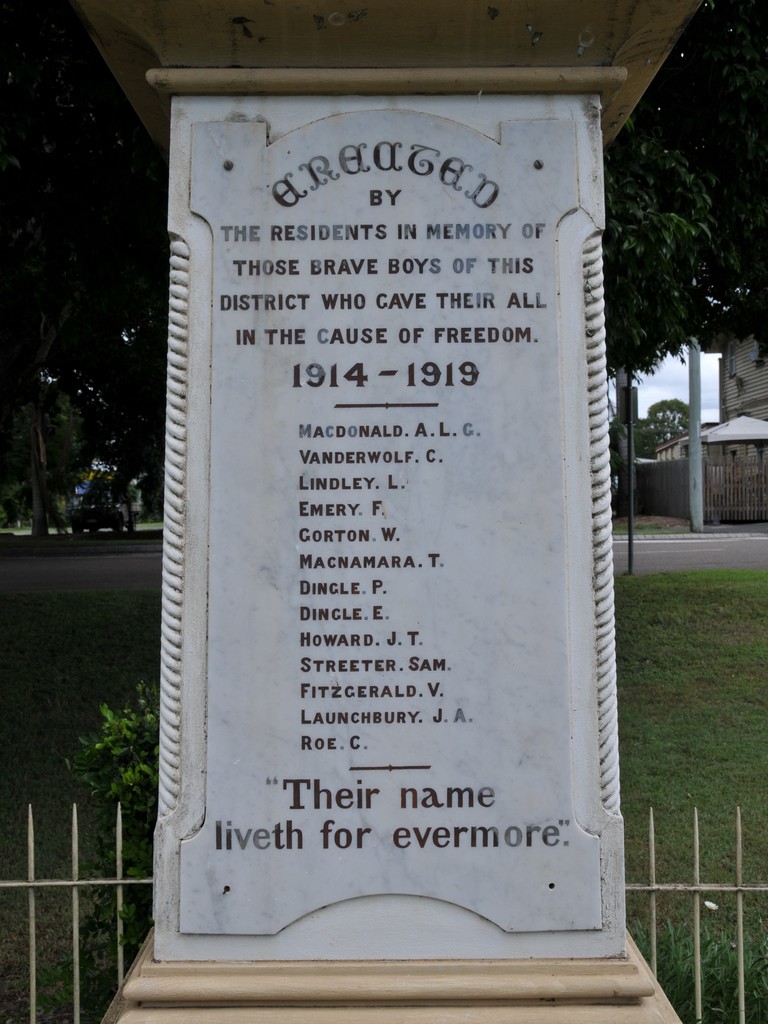 ERECTED
BY
THE RESIDENTS IN MEMORY OF
THOSE BRAVE BOYS OF THIS
DISTRICT WHO GAVE THEIR ALL
IN THE CAUSE OF FREEDOM.
1914-1919
MACDONALD. A. L. G.
VANDERWOLF. C.
LINDLEY. L.
EMERY. F.
GORTON. W.
MACNAMARA. T.
DINGLE. P.
DINGLE. E.
HOWARD. J. T.
STREETER. SAM.
FITZGERALD. V.
LAUNCHBURY. J. A.
ROE. C.
"Their name
liveth for evermore".